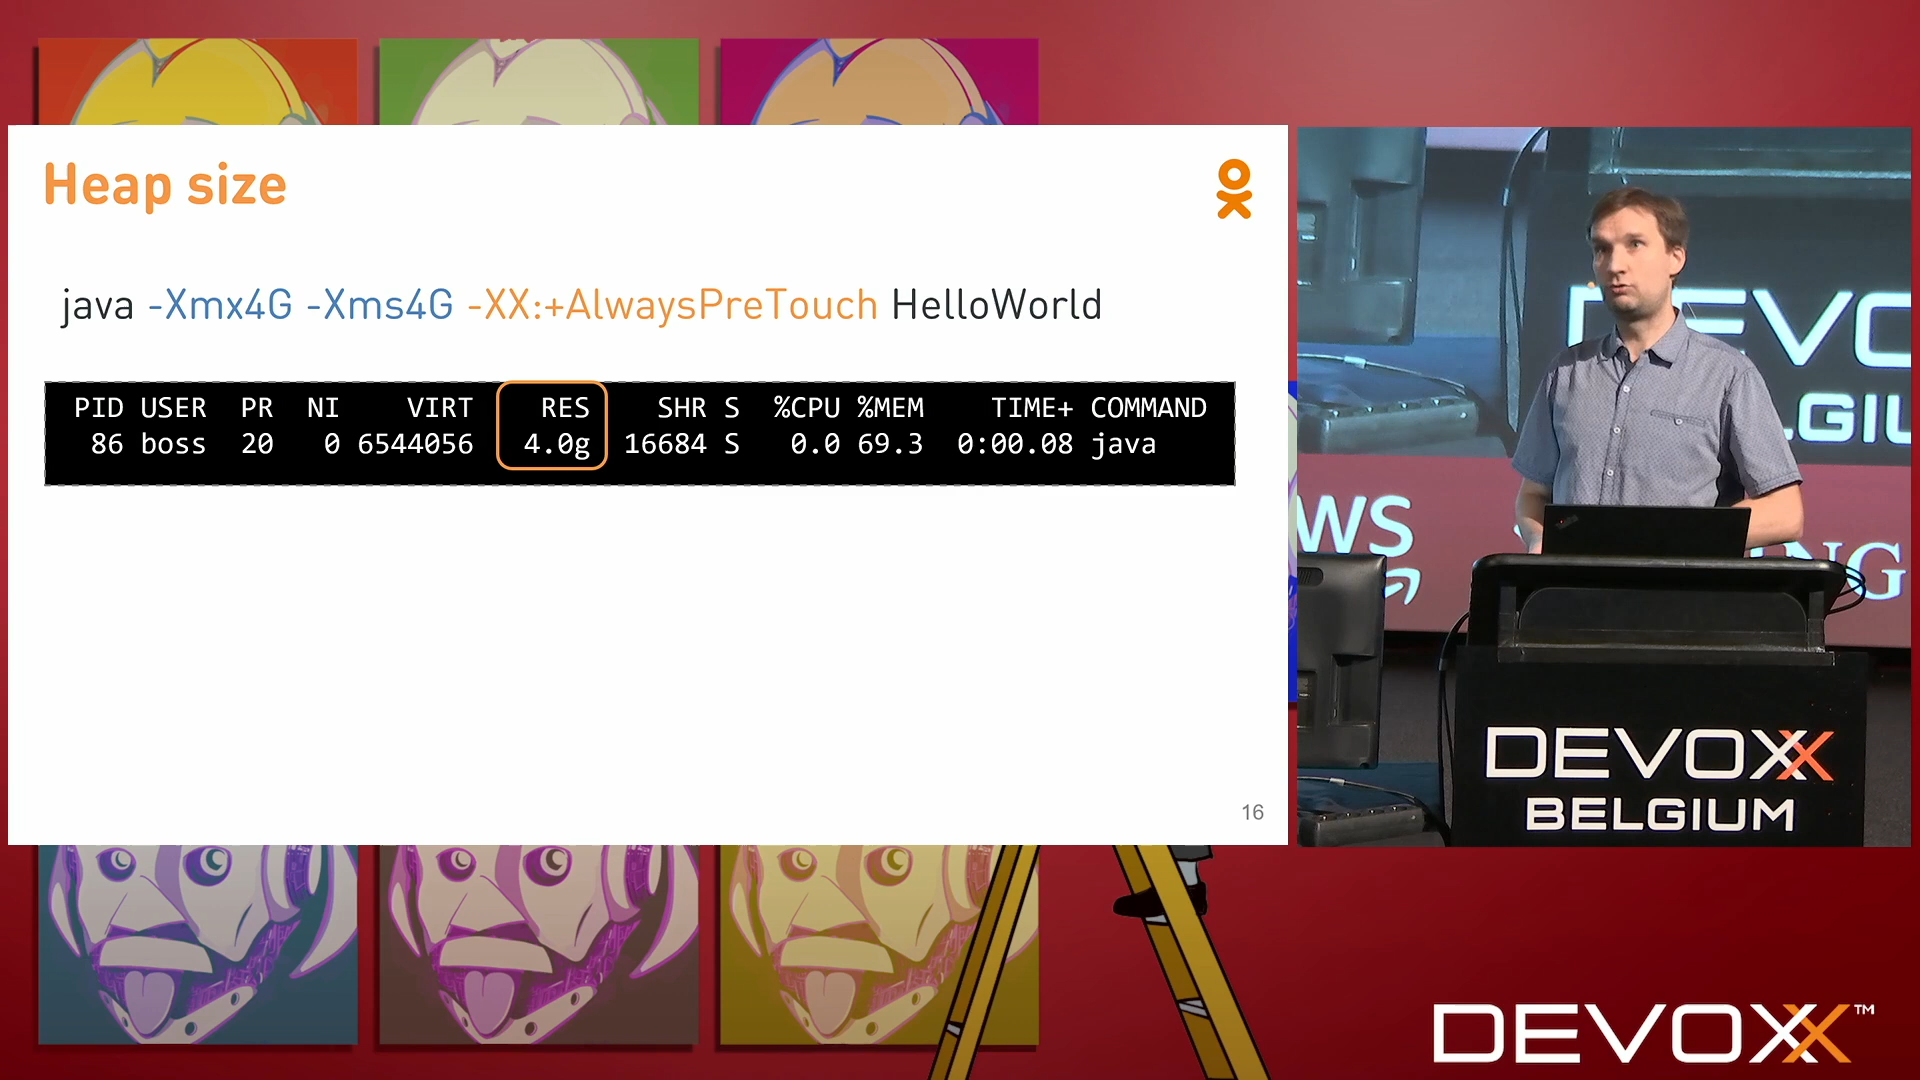 Heap size
java -Xmx4G -Xms4G -XX:+AlwaysPreTouch HelloWorld
PID USER PR NI VIRT RES SHR S %CPU %MEM TIME+ COMMAND
86 boss 20 0 6544056 4.0g 16684 S 0.0 69.3 0:00.08 java
16
DEVOXX
BELGIUM
DEVOXX™